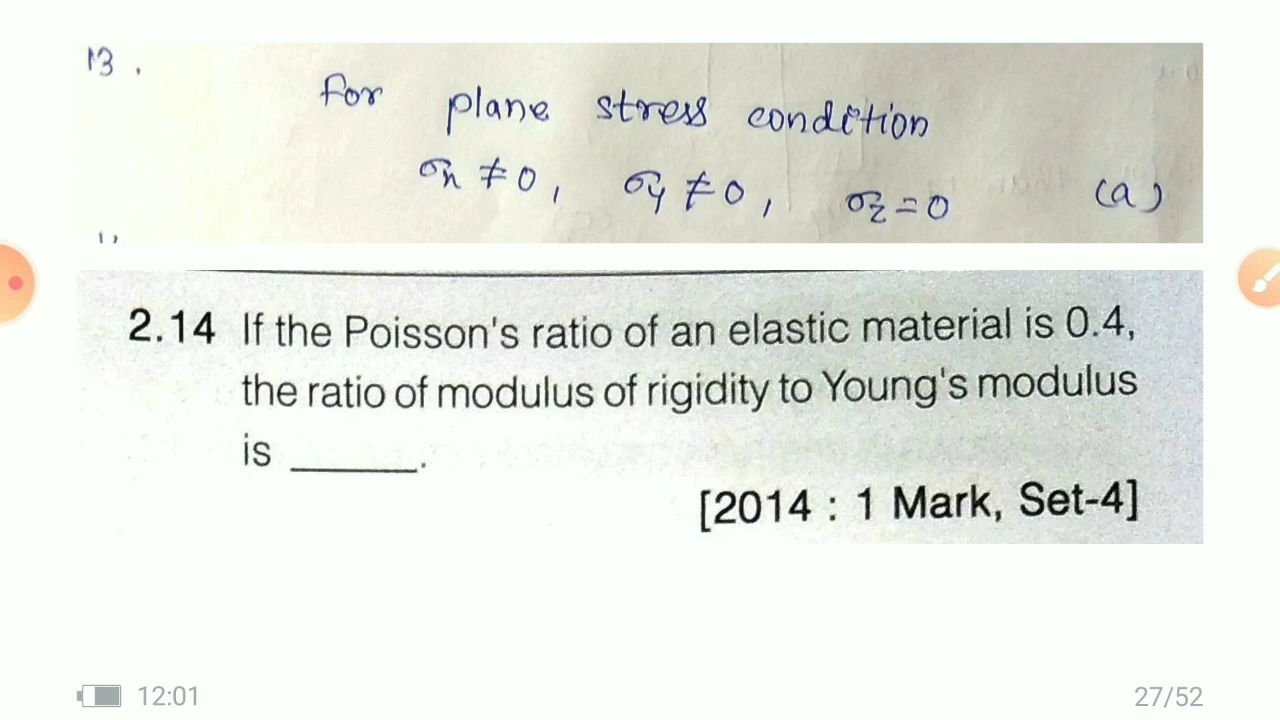 13.
for plane stress condition
σx ≠ 0, σy ≠ 0, σz = 0 (a)
2.14 If the Poisson's ratio of an elastic material is 0.4,
the ratio of modulus of rigidity to Young's modulus
is ______.
[2014 : 1 Mark, Set-4]
12:01
27/52